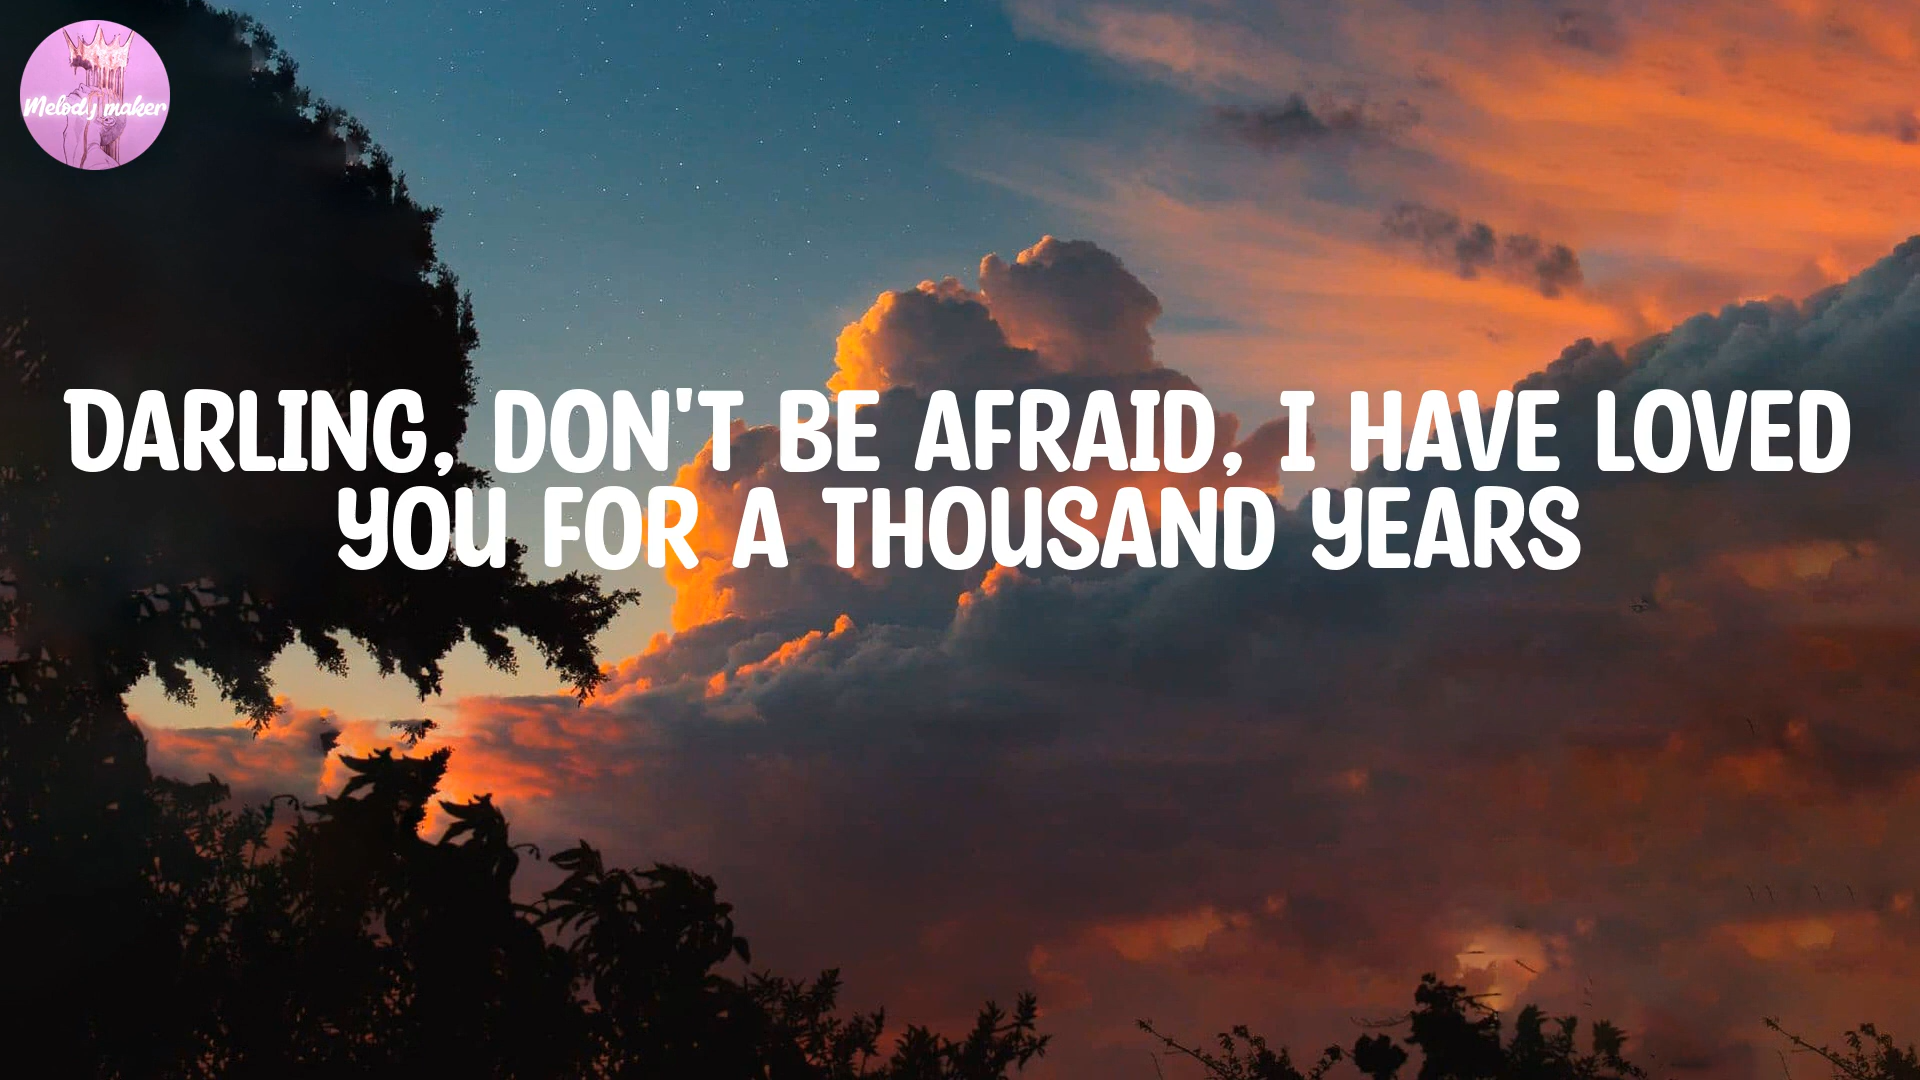 Melody maker
DARLING, DON'T BE AFRAID, I HAVE LOVED
YOU FOR A THOUSAND YEARS